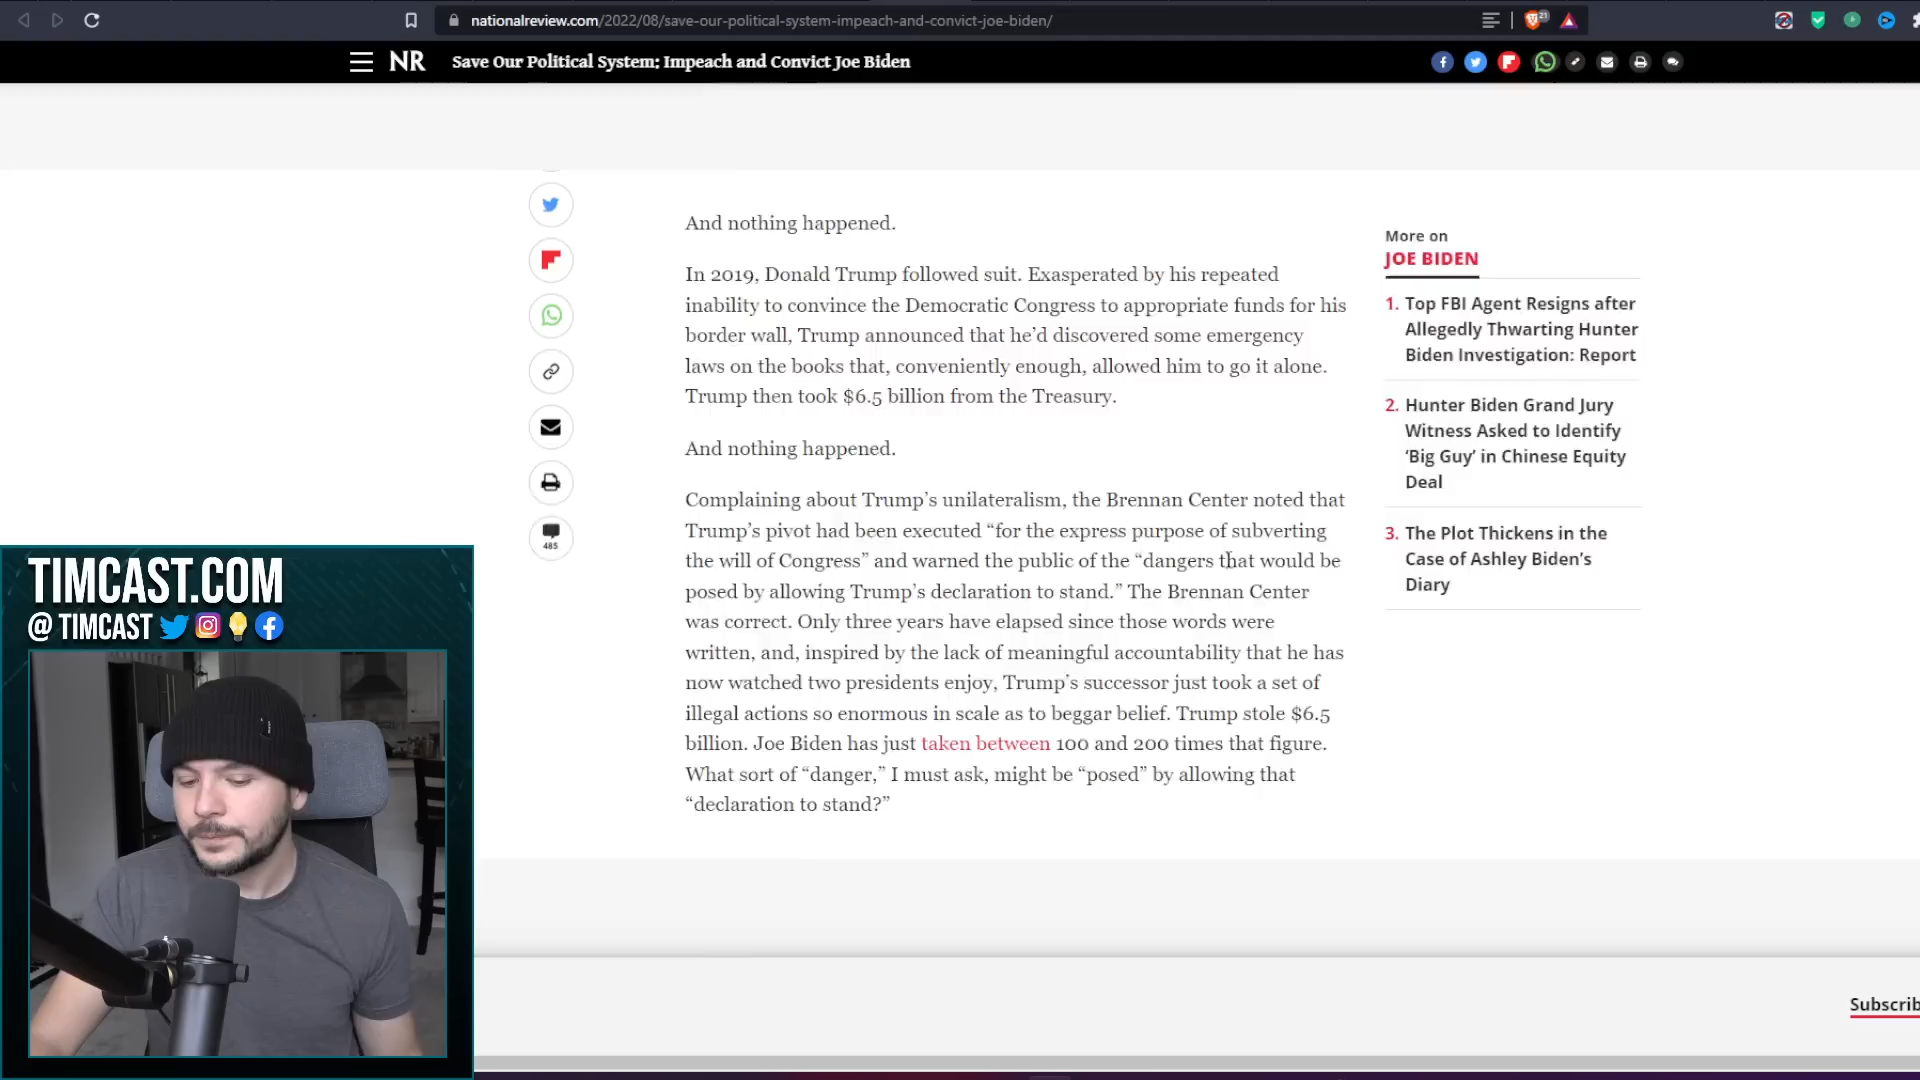 nationalreview.com/2022/08/save-our-political-system-impeach-and-convict-joe-biden/
21
NR
Save Our Political System: Impeach and Convict Joe Biden
And nothing happened.
In 2019, Donald Trump followed suit. Exasperated by his repeated
inability to convince the Democratic Congress to appropriate funds for his
border wall, Trump announced that he’d discovered some emergency
laws on the books that, conveniently enough, allowed him to go it alone.
Trump then took $6.5 billion from the Treasury.
And nothing happened.
Complaining about Trump’s unilateralism, the Brennan Center noted that
Trump’s pivot had been executed “for the express purpose of subverting
the will of Congress” and warned the public of the “dangers that would be
posed by allowing Trump’s declaration to stand.” The Brennan Center
was correct. Only three years have elapsed since those words were
written, and, inspired by the lack of meaningful accountability that he has
now watched two presidents enjoy, Trump’s successor just took a set of
illegal actions so enormous in scale as to beggar belief. Trump stole $6.5
billion. Joe Biden has just taken between 100 and 200 times that figure.
What sort of “danger,” I must ask, might be “posed” by allowing that
“declaration to stand?”
485
More on
JOE BIDEN
1. Top FBI Agent Resigns after
Allegedly Thwarting Hunter
Biden Investigation: Report
2. Hunter Biden Grand Jury
Witness Asked to Identify
‘Big Guy’ in Chinese Equity
Deal
3. The Plot Thickens in the
Case of Ashley Biden’s
Diary
TIMCAST.COM
@ TIMCAST
Subscrib